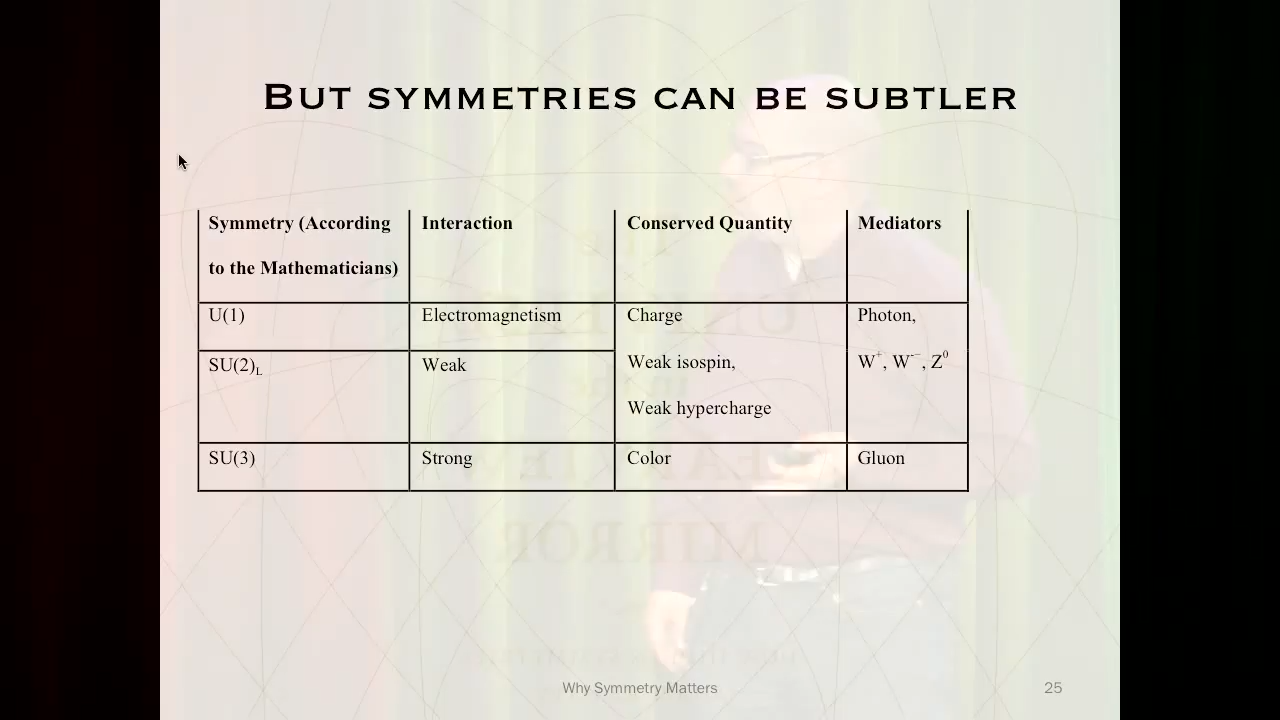 But symmetries can be subtler
Symmetry (According
to the Mathematicians)
Interaction
Conserved Quantity
Mediators
U(1)
Electromagnetism
Charge
Photon,
SU(2)L
Weak
Weak isospin,
W+, W−, Z0
Weak hypercharge
SU(3)
Strong
Color
Gluon
MIRROR
Why Symmetry Matters
25